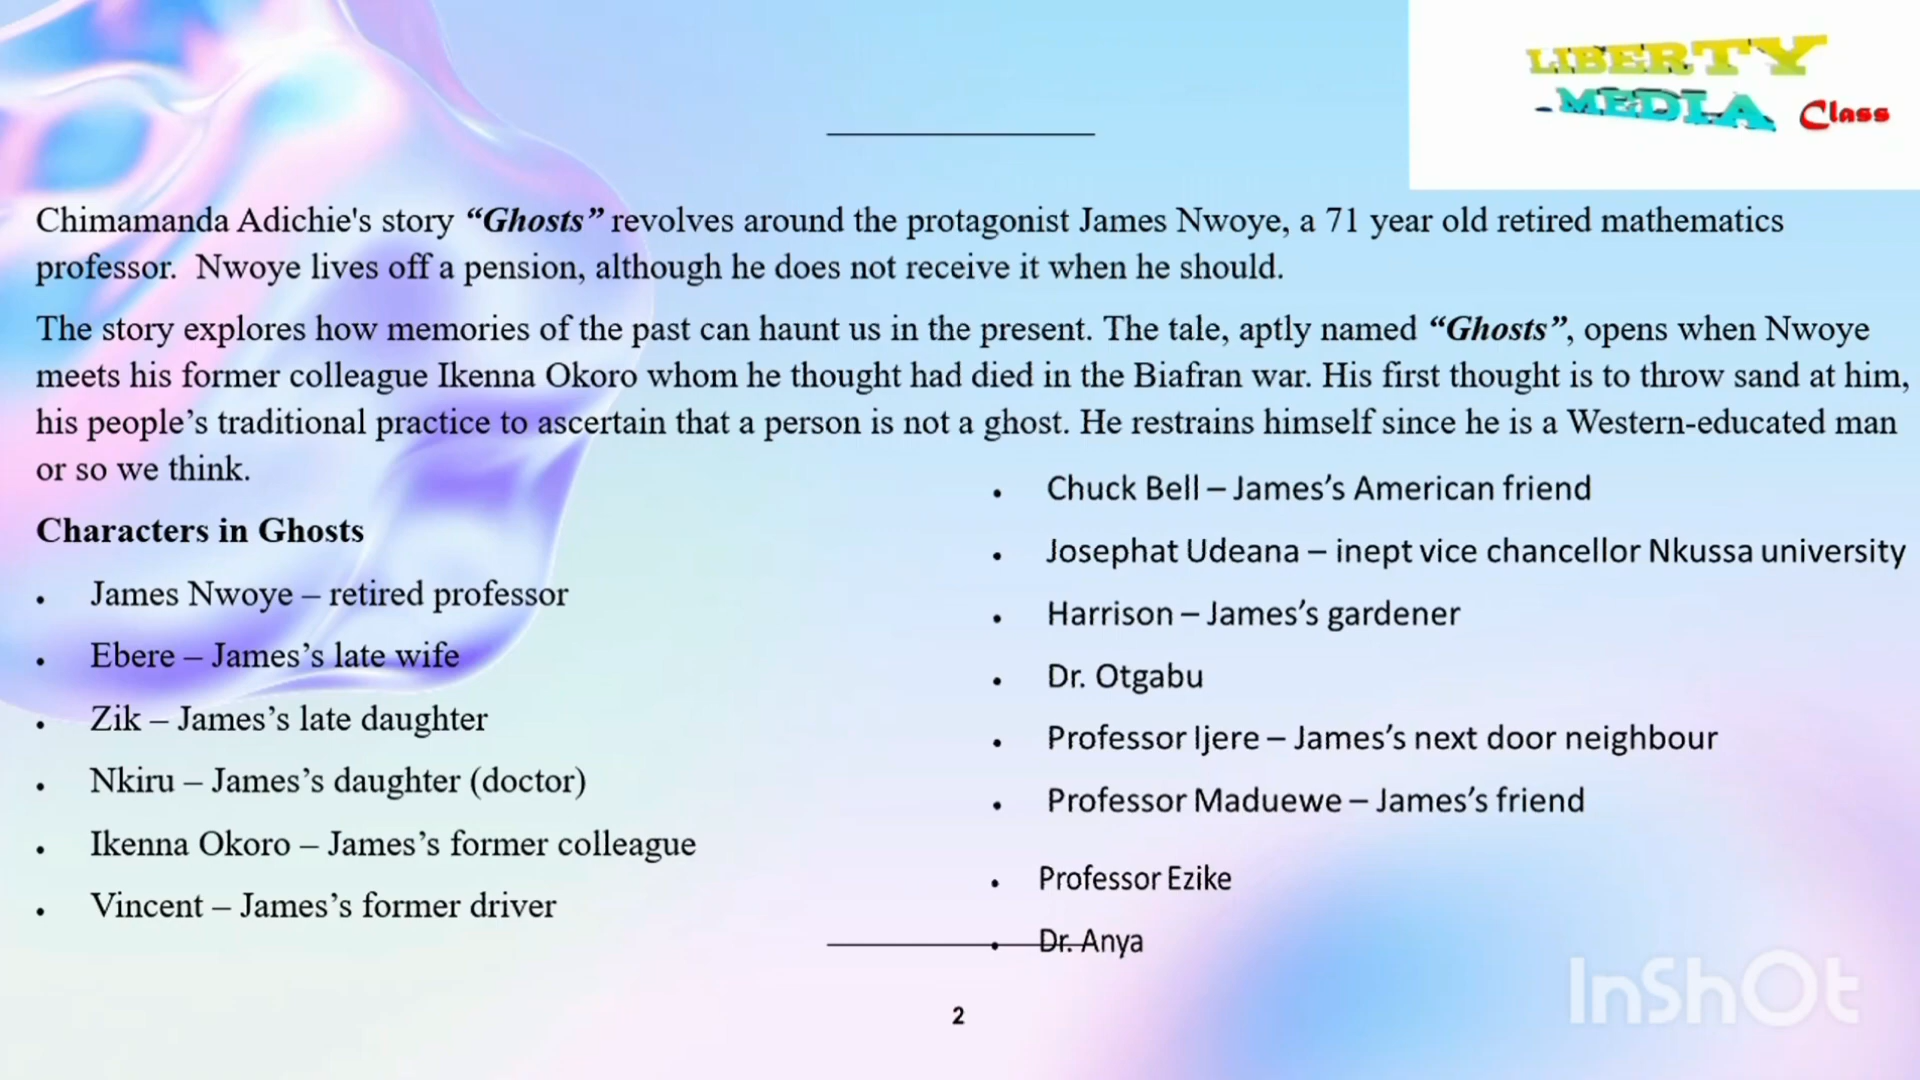 LIBERTY
-MEDIA Class
Chimamanda Adichie's story “Ghosts” revolves around the protagonist James Nwoye, a 71 year old retired mathematics
professor. Nwoye lives off a pension, although he does not receive it when he should.
The story explores how memories of the past can haunt us in the present. The tale, aptly named “Ghosts”, opens when Nwoye
meets his former colleague Ikenna Okoro whom he thought had died in the Biafran war. His first thought is to throw sand at him,
his people’s traditional practice to ascertain that a person is not a ghost. He restrains himself since he is a Western-educated man
or so we think.
Characters in Ghosts
• James Nwoye – retired professor
• Ebere – James’s late wife
• Zik – James’s late daughter
• Nkiru – James’s daughter (doctor)
• Ikenna Okoro – James’s former colleague
• Vincent – James’s former driver
• Chuck Bell – James’s American friend
• Josephat Udeana – inept vice chancellor Nkussa university
• Harrison – James’s gardener
• Dr. Otgabu
• Professor Ijere – James’s next door neighbour
• Professor Maduewe – James’s friend
• Professor Ezike
• Dr. Anya
2
InShOt